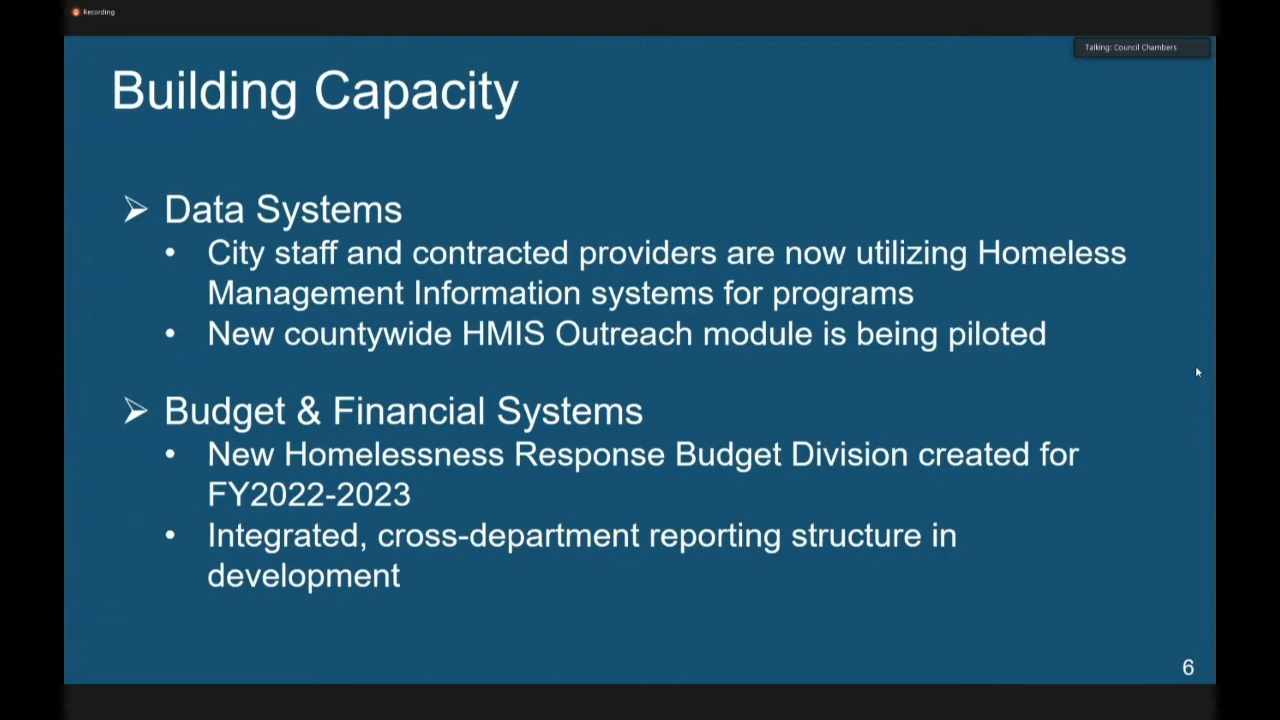 Recording
Talking: Council Chambers
Building Capacity
➢ Data Systems
• City staff and contracted providers are now utilizing Homeless
Management Information systems for programs
• New countywide HMIS Outreach module is being piloted
➢ Budget & Financial Systems
• New Homelessness Response Budget Division created for
FY2022-2023
• Integrated, cross-department reporting structure in
development
6